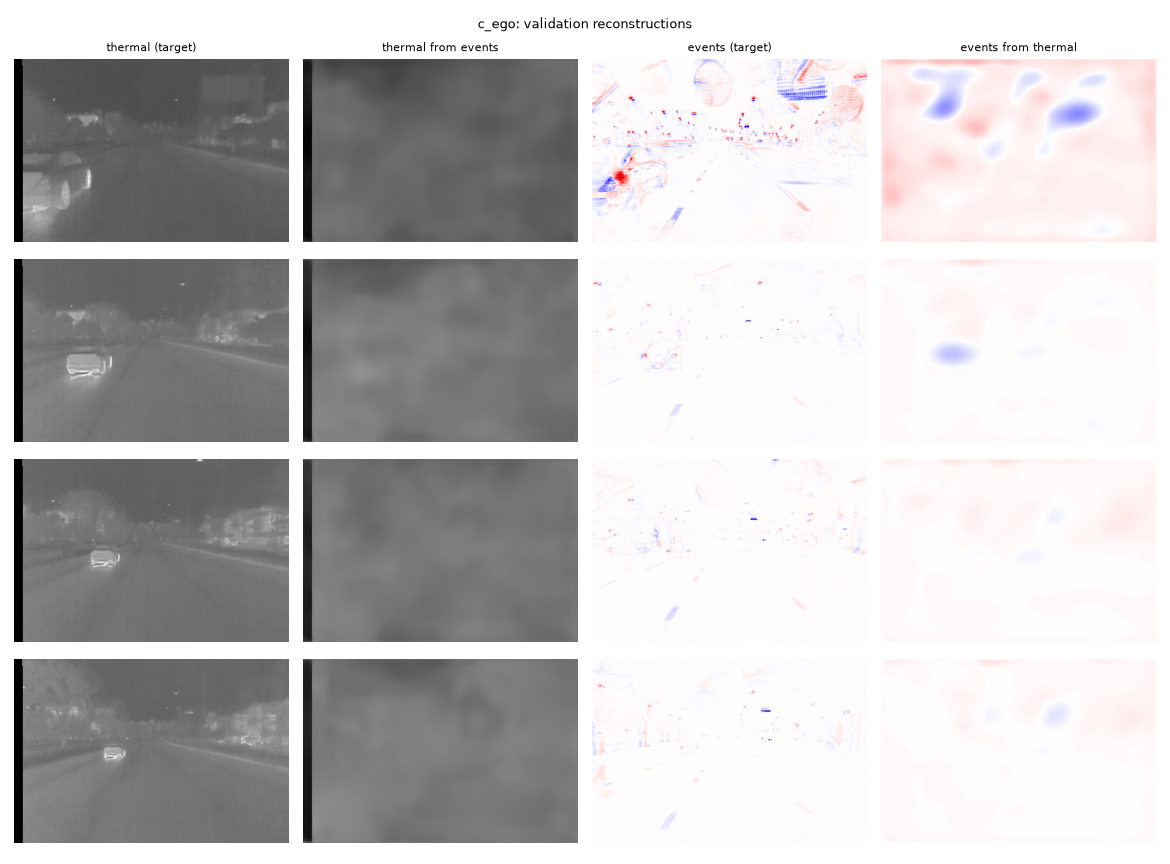 c_ego: validation reconstructions
thermal (target)
thermal from events
events (target)
events from thermal